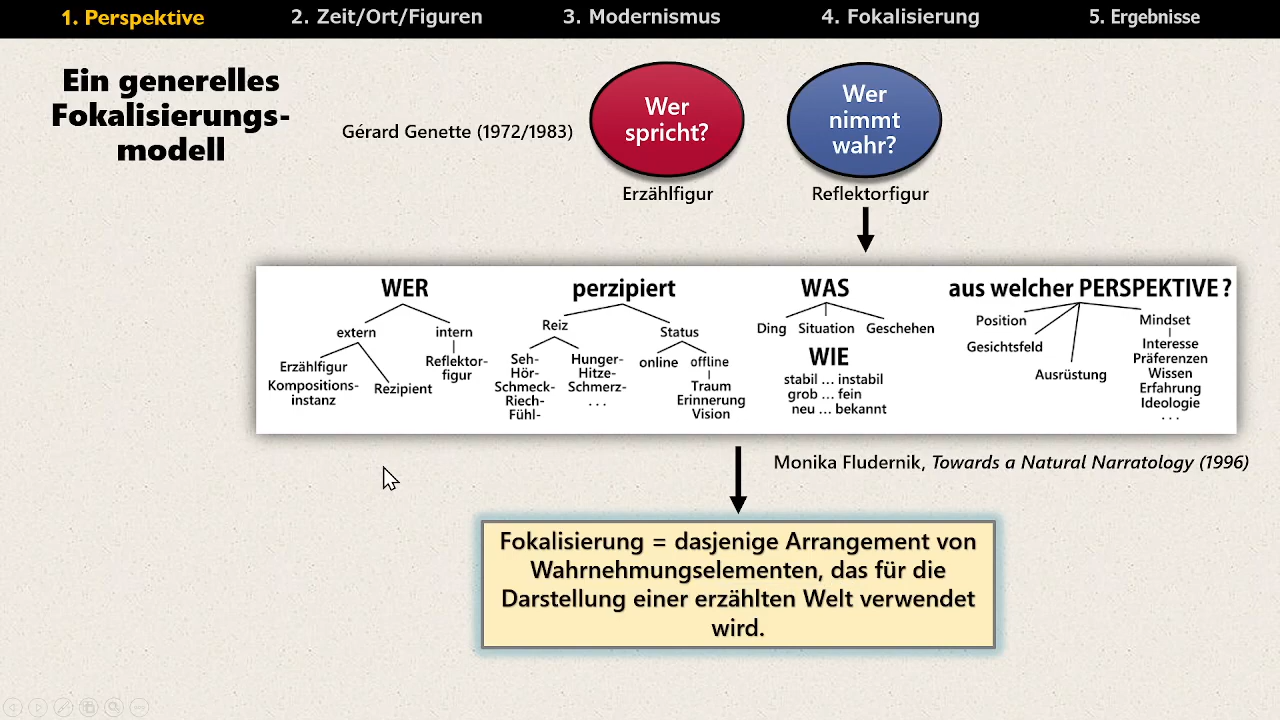 1. Perspektive
2. Zeit/Ort/Figuren
3. Modernismus
4. Fokalisierung
5. Ergebnisse
Ein generelles
Fokalisierungs-
modell
Gérard Genette (1972/1983)
Wer
spricht?
Erzählfigur
Wer
nimmt
wahr?
Reflektorfigur
WER
extern
intern
Erzählfigur
Kompositions-
instanz
Rezipient
Reflektor-
figur
perzipiert
Reiz
Status
Seh-
Hör-
Schmeck-
Riech-
Fühl-
Hunger-
Hitze-
Schmerz-
. . .
online
offline
Traum
Erinnerung
Vision
WAS
Ding
Situation
Geschehen
WIE
stabil ... instabil
grob ... fein
neu ... bekannt
aus welcher PERSPEKTIVE ?
Position
Gesichtsfeld
Ausrüstung
Mindset
Interesse
Präferenzen
Wissen
Erfahrung
Ideologie
. . .
Monika Fludernik, Towards a Natural Narratology (1996)
Fokalisierung = dasjenige Arrangement von
Wahrnehmungselementen, das für die
Darstellung einer erzählten Welt verwendet
wird.